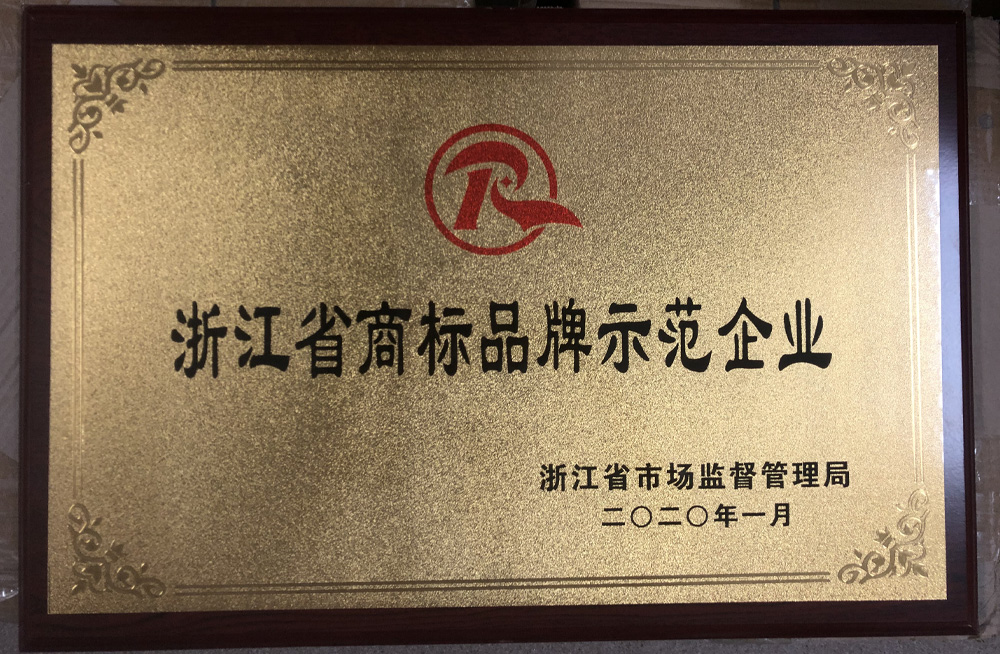 浙江省商标品牌示范企业
浙江省市场监督管理局
二〇二〇年一月